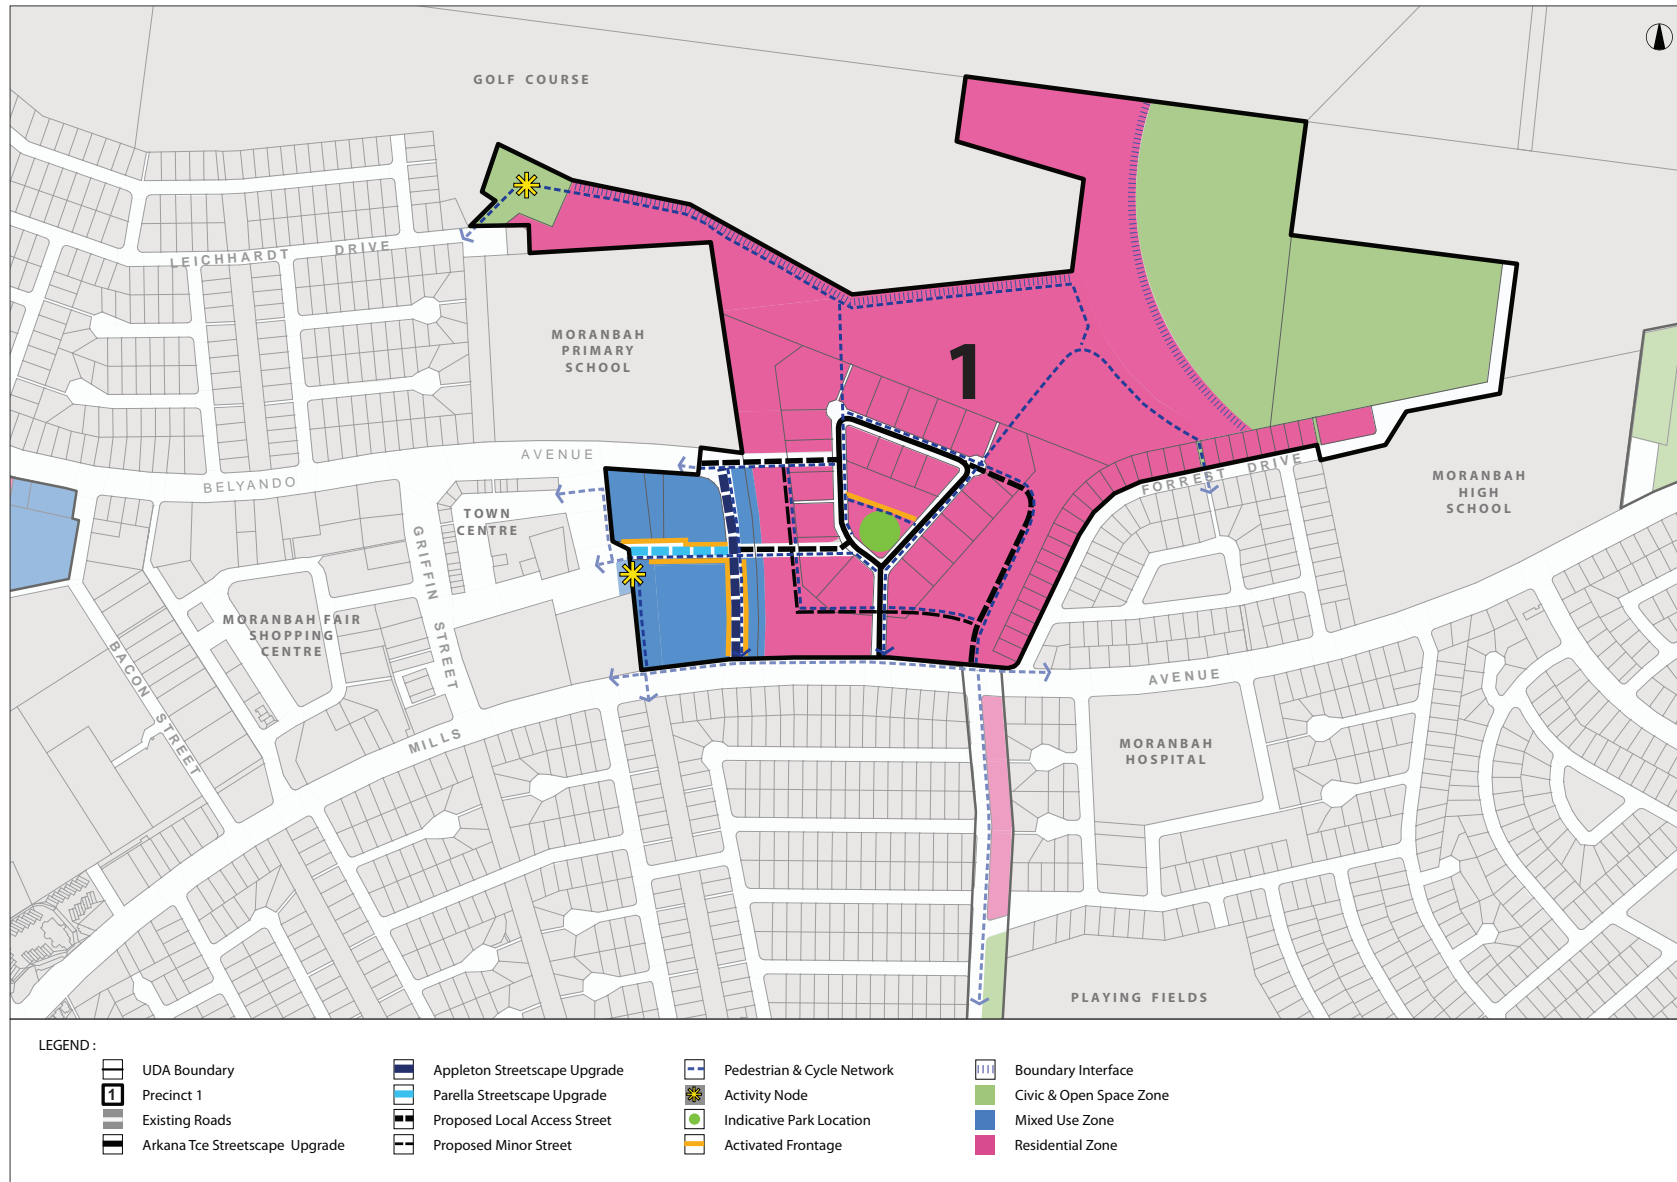 GOLF COURSE
LEICHHARDT DRIVE
MORANBAH
PRIMARY
SCHOOL
1
AVENUE
BELYANDO
TOWN
CENTRE
GRIFFIN STREET
FORREST DRIVE
MORANBAH
HIGH
SCHOOL
MORANBAH FAIR
SHOPPING
CENTRE
BACON STREET
MILLS
AVENUE
MORANBAH
HOSPITAL
PLAYING FIELDS
LEGEND :
UDA Boundary
1 Precinct 1
Existing Roads
Arkana Tce Streetscape Upgrade
Appleton Streetscape Upgrade
Parella Streetscape Upgrade
Proposed Local Access Street
Proposed Minor Street
Pedestrian & Cycle Network
Activity Node
Indicative Park Location
Activated Frontage
Boundary Interface
Civic & Open Space Zone
Mixed Use Zone
Residential Zone